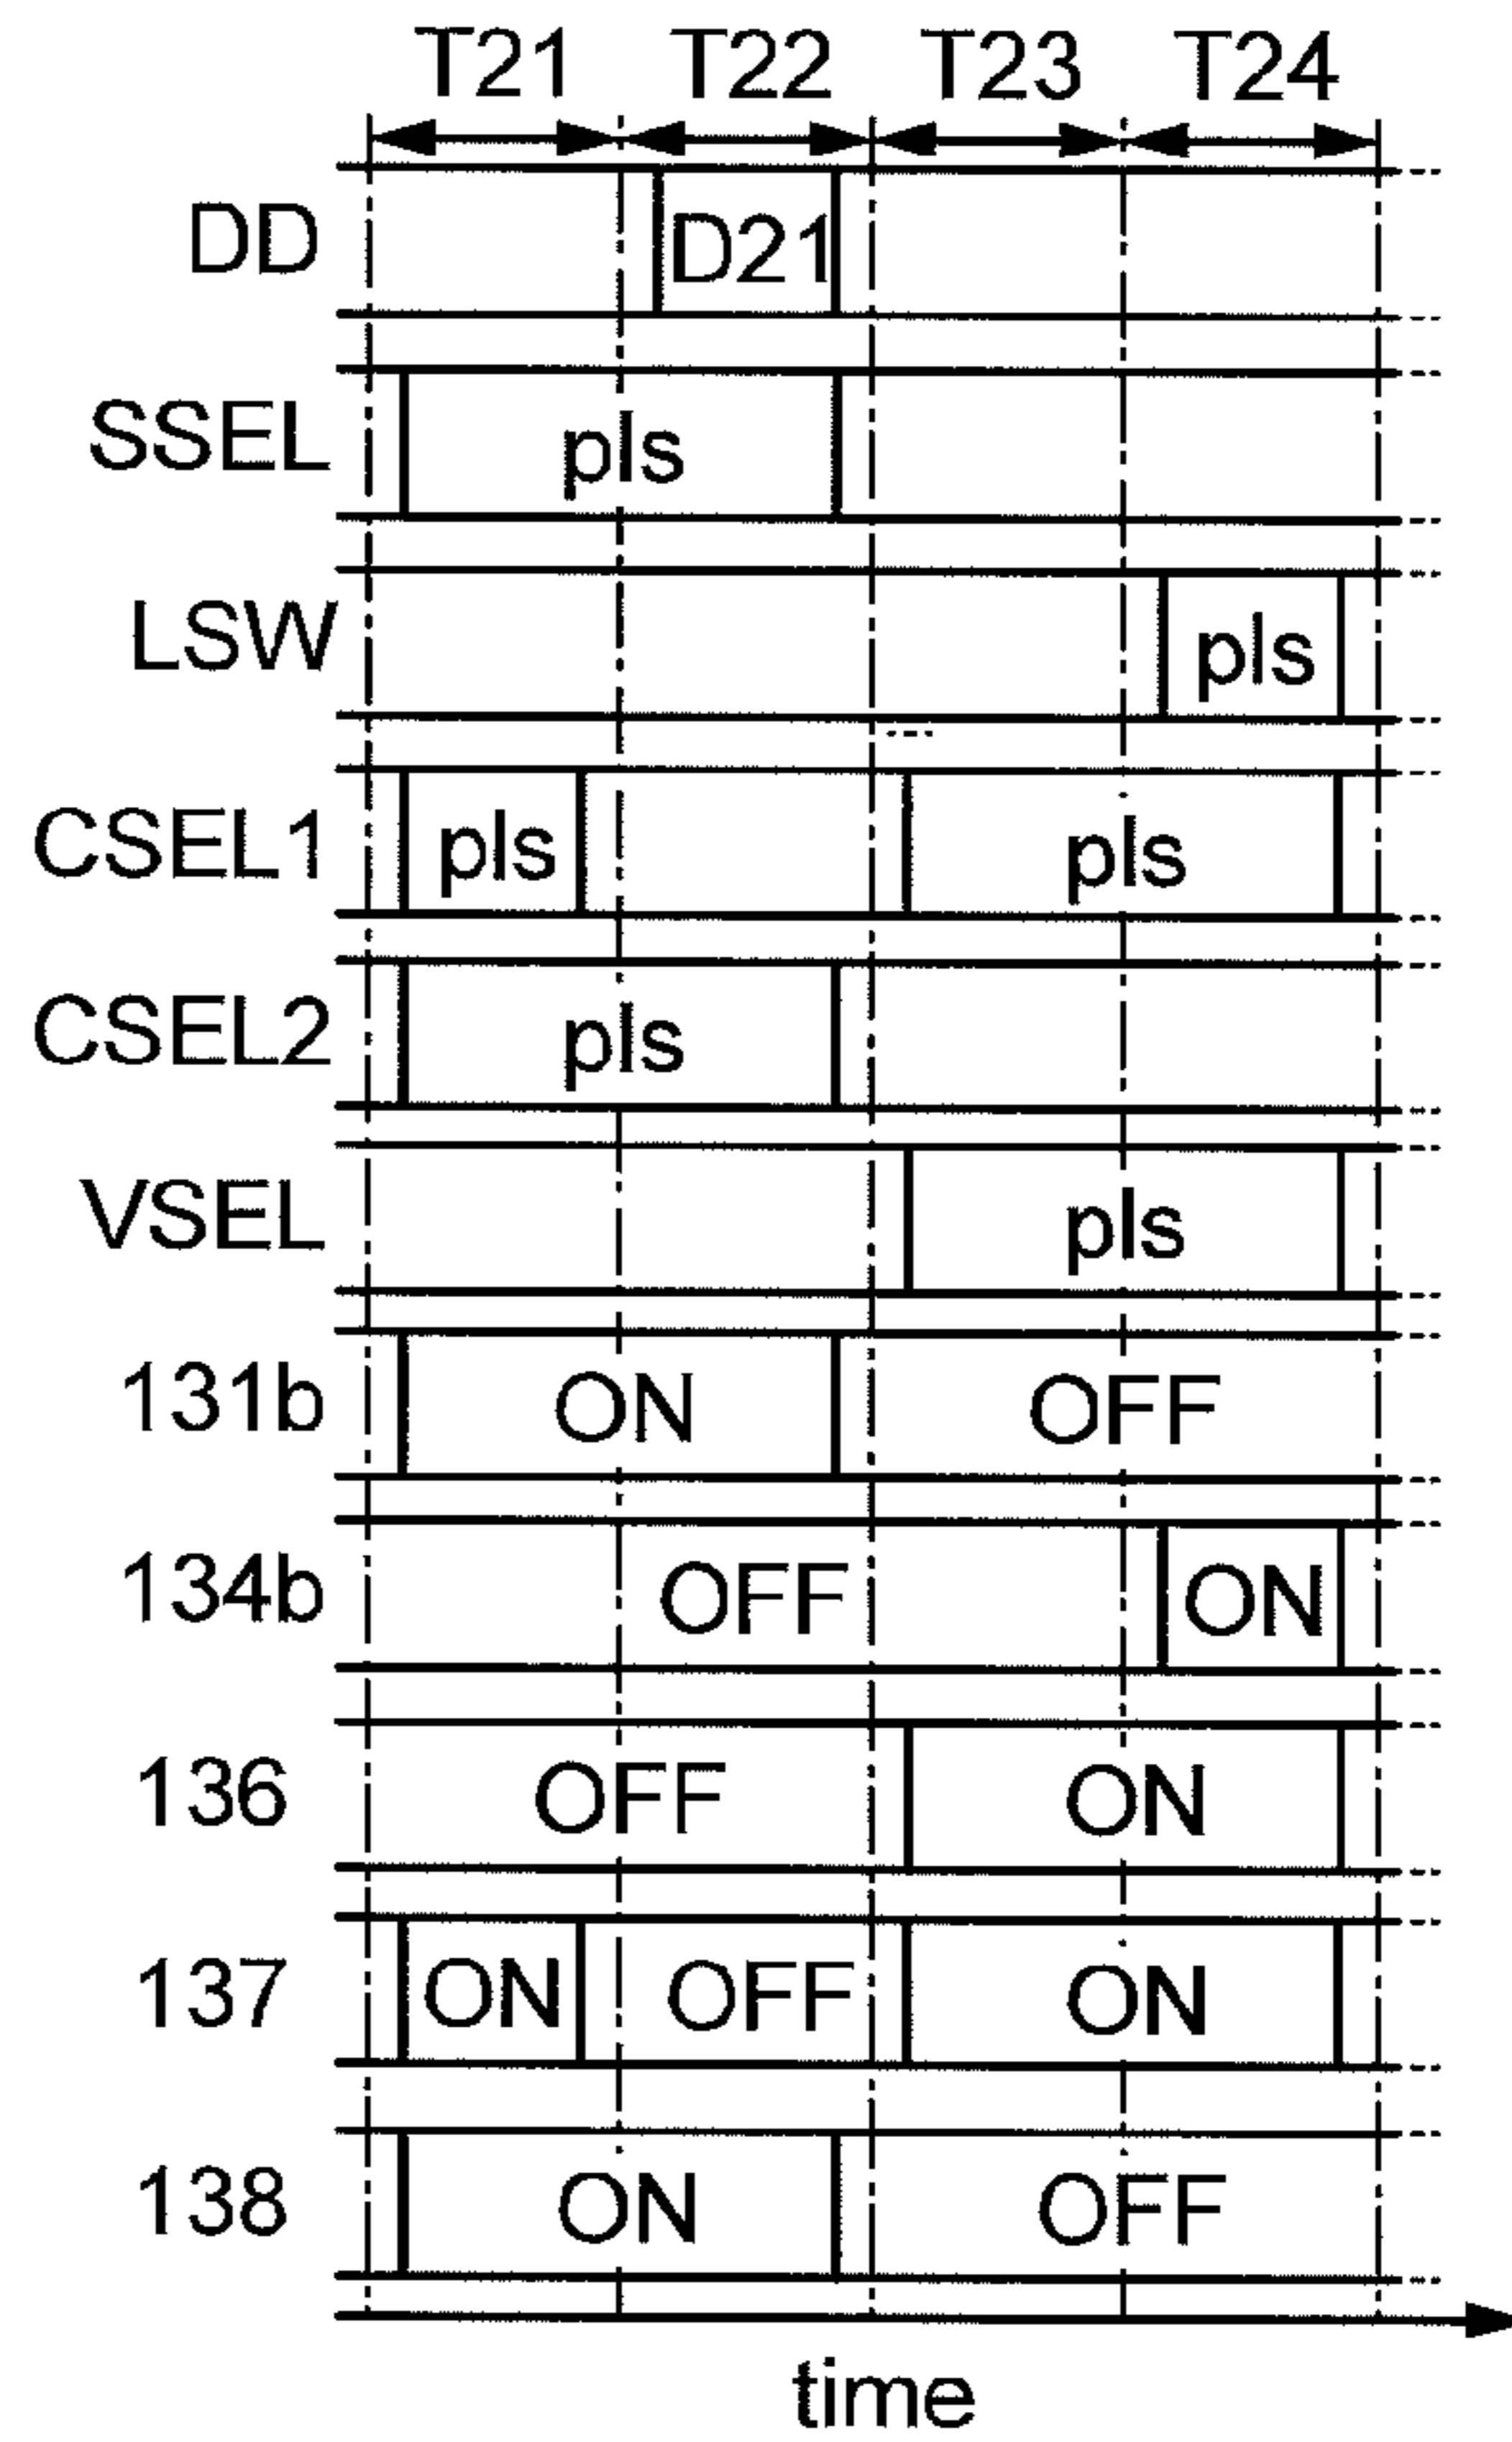 T21 T22 T23 T24
DD D21
SSEL pls
LSW pls
CSEL1 pls pls
CSEL2 pls
VSEL pls
131b ON OFF
134b OFF ON
136 OFF ON
137 ON OFF ON
138 ON OFF
time